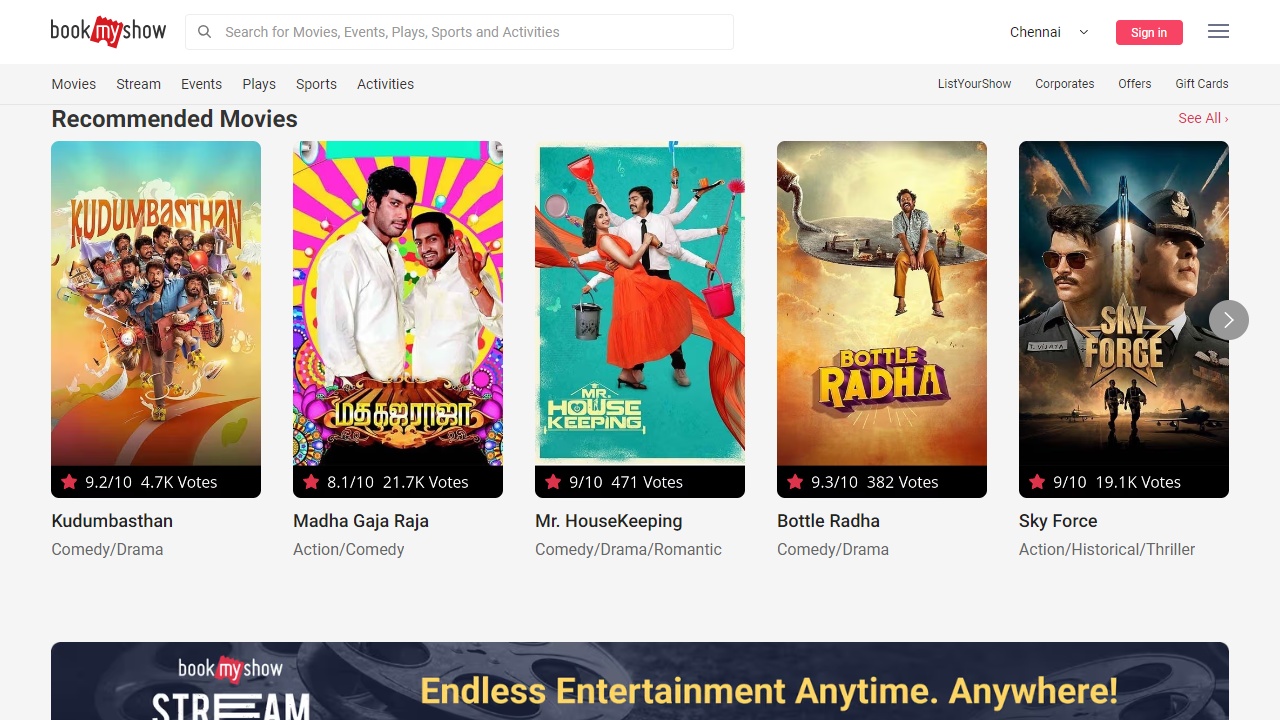 book my show
Search for Movies, Events, Plays, Sports and Activities
Chennai
Sign in
Movies Stream Events Plays Sports Activities
ListYourShow Corporates Offers Gift Cards
Recommended Movies
See All ›
KUDUMBASTHAN
மதகஜராஜா
MR.
HOUSE
KEEPING
BOTTLE
RADHA
SKY
FORCE
T. VIJAYA
9.2/10 4.7K Votes
8.1/10 21.7K Votes
9/10 471 Votes
9.3/10 382 Votes
9/10 19.1K Votes
Kudumbasthan
Comedy/Drama
Madha Gaja Raja
Action/Comedy
Mr. HouseKeeping
Comedy/Drama/Romantic
Bottle Radha
Comedy/Drama
Sky Force
Action/Historical/Thriller
book my show
STREAM
Endless Entertainment Anytime. Anywhere!